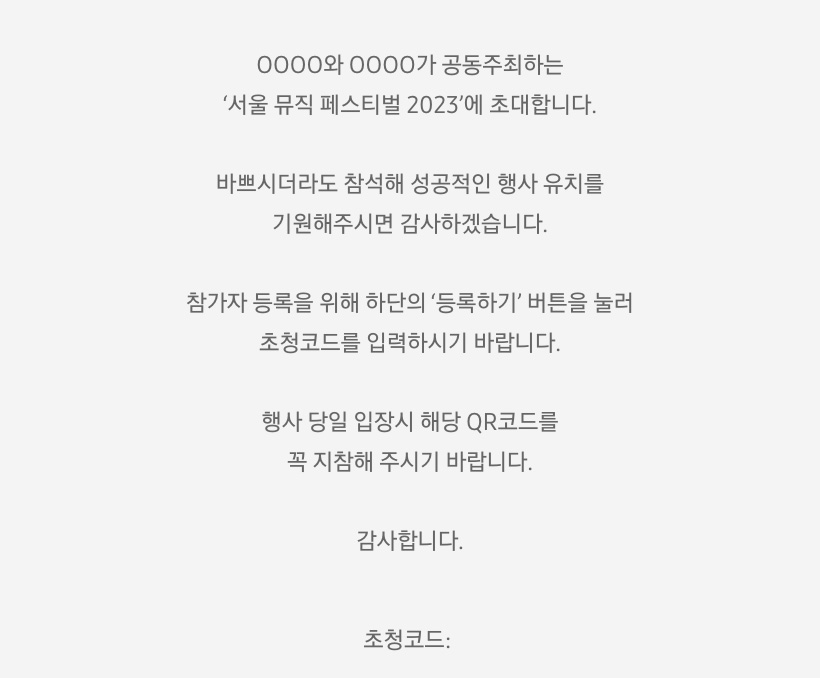 OOOO와 OOOO가 공동주최하는
‘서울 뮤직 페스티벌 2023’에 초대합니다.
바쁘시더라도 참석해 성공적인 행사 유치를
기원해주시면 감사하겠습니다.
참가자 등록을 위해 하단의 ‘등록하기’ 버튼을 눌러
초청코드를 입력하시기 바랍니다.
행사 당일 입장시 해당 QR코드를
꼭 지참해 주시기 바랍니다.
감사합니다.
초청코드: